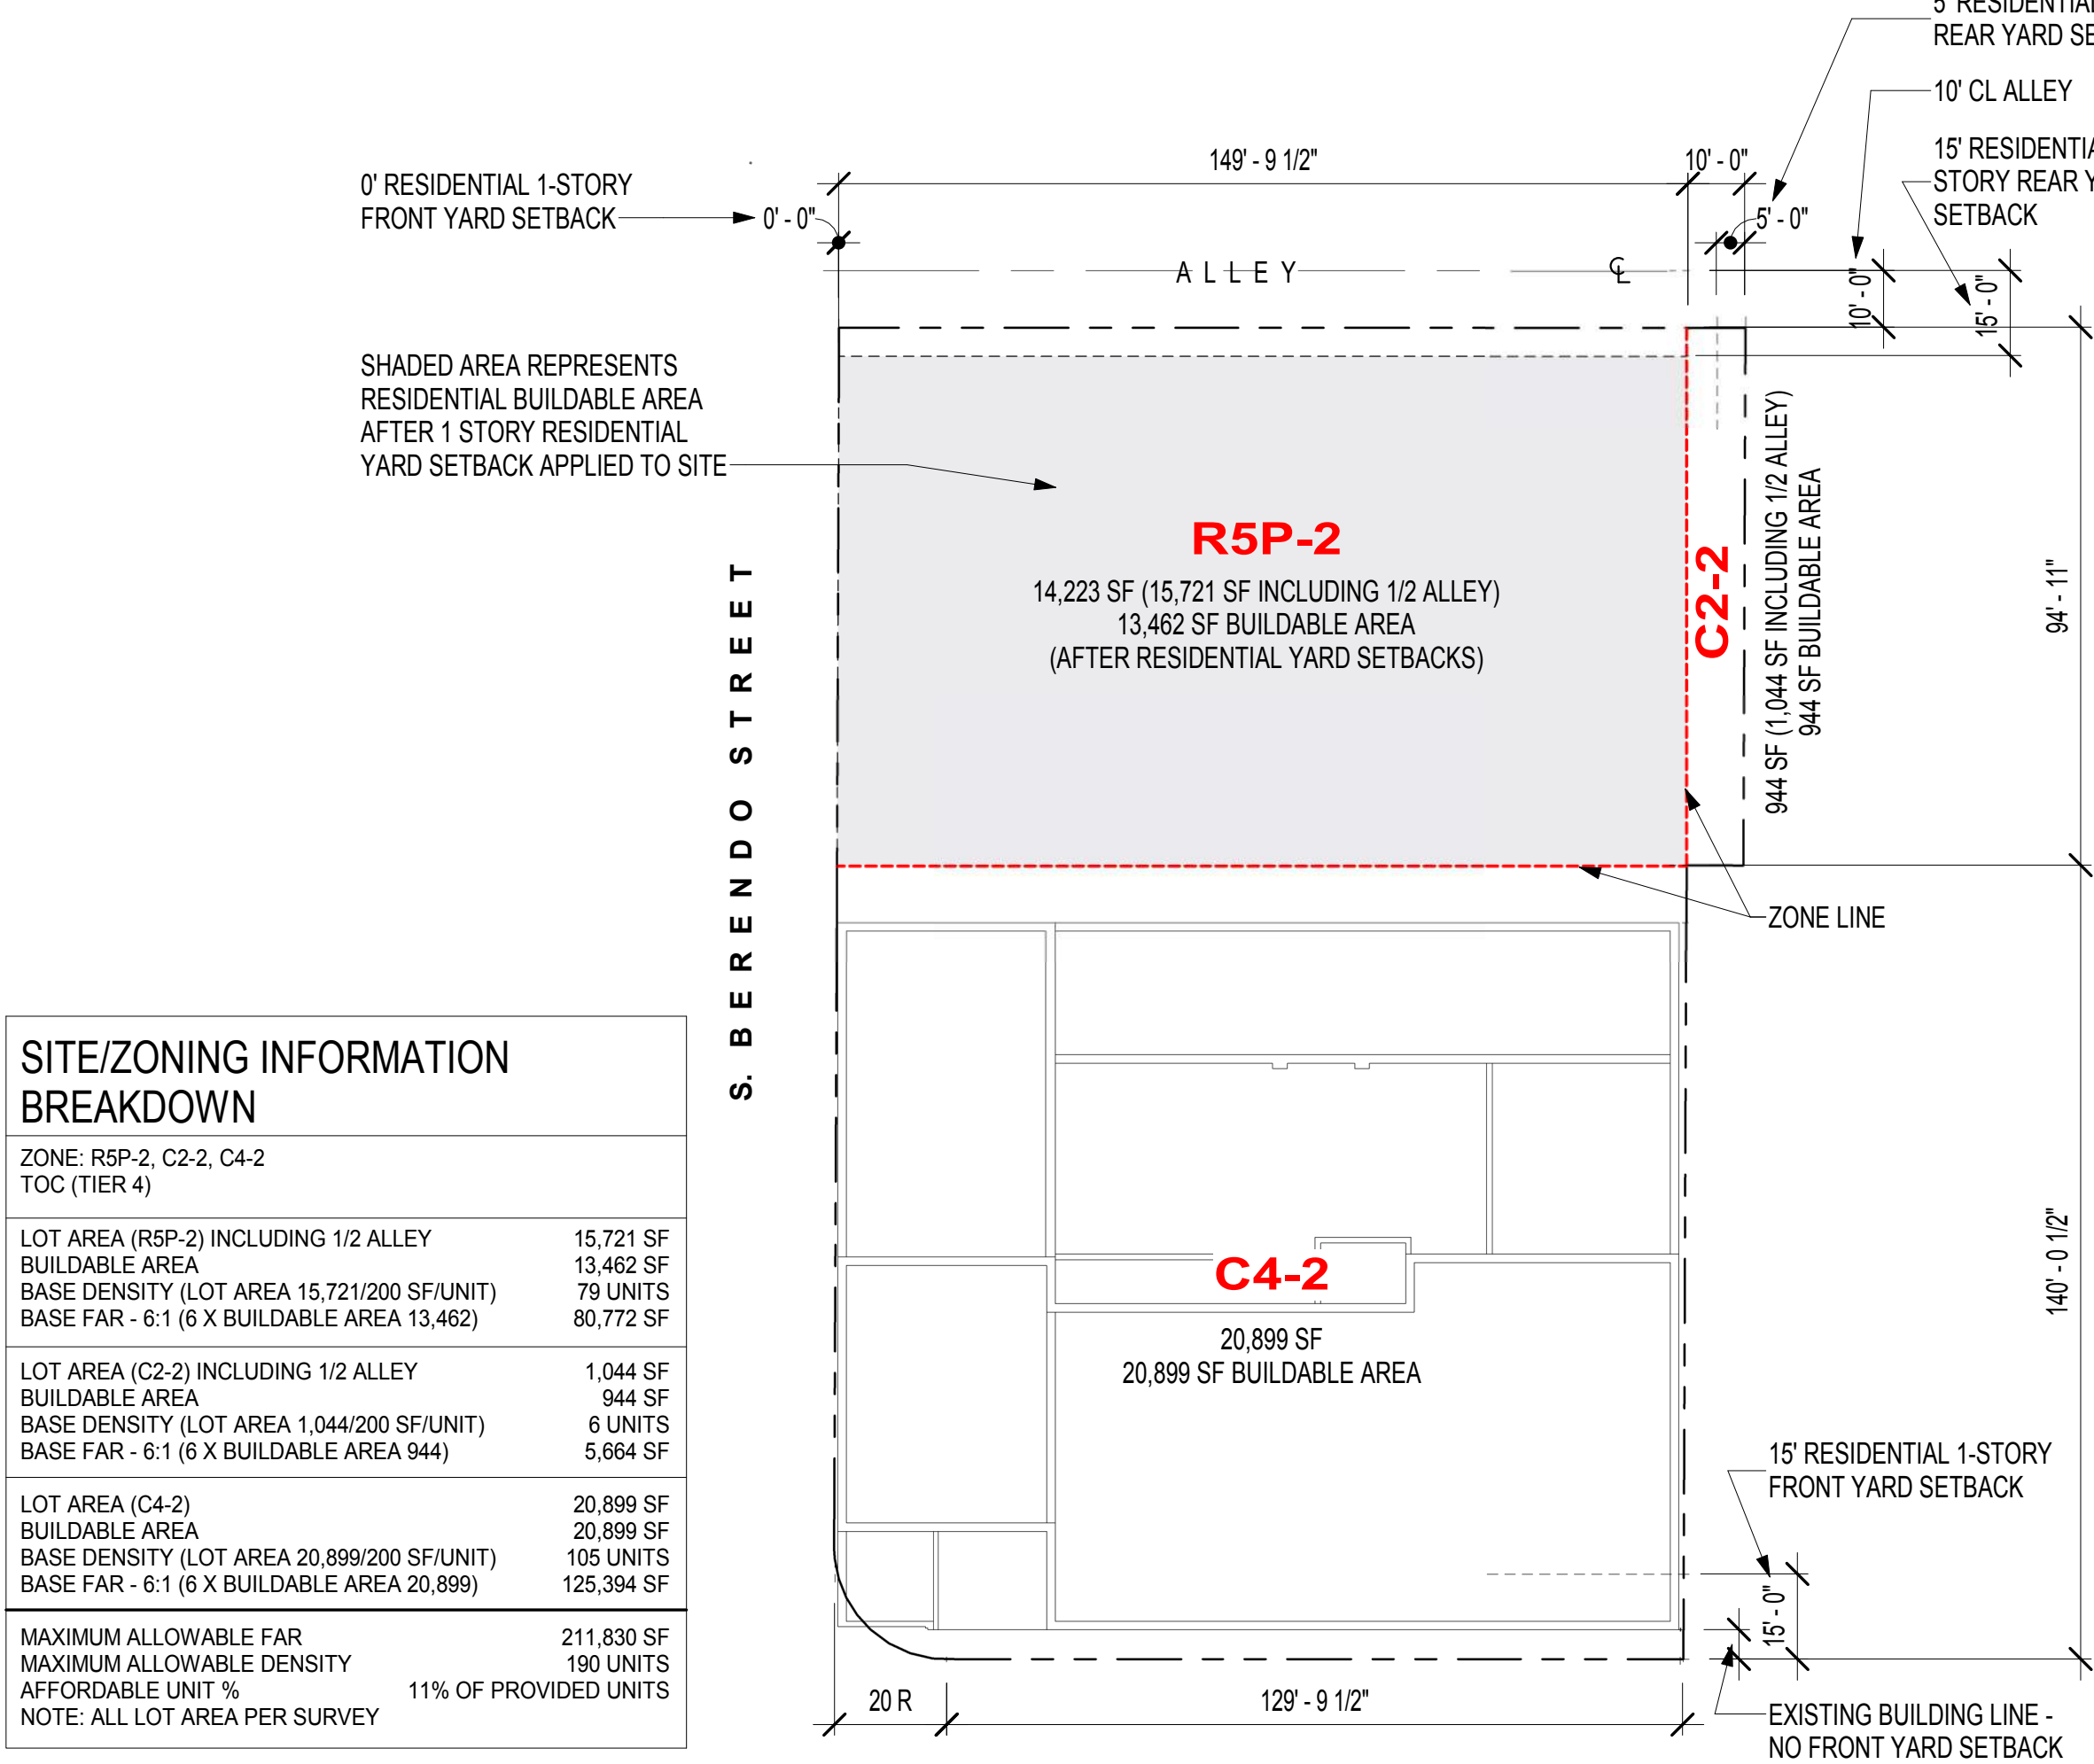 5' RESIDENTIAL
REAR YARD
10' CL ALLEY
149' - 9 1/2"
10' - 0"
15'
STORY REAR
SETBACK
0' RESIDENTIAL 1-STORY
FRONT YARD SETBACK
0' - 0"
5' - 0"
ALLEY
CL
10' - 0"
15' - 0"
SHADED AREA REPRESENTS
RESIDENTIAL BUILDABLE AREA
AFTER 1 STORY RESIDENTIAL
YARD SETBACK APPLIED TO SITE
R5P-2
14,223 SF (15,721 SF INCLUDING 1/2 ALLEY)
13,462 SF BUILDABLE AREA
(AFTER RESIDENTIAL YARD SETBACKS)
C2-2
944 SF (1,044 SF INCLUDING 1/2 ALLEY)
944 SF BUILDABLE AREA
94' - 11"
S. BERENDO STREET
ZONE LINE
C4-2
20,899 SF
20,899 SF BUILDABLE AREA
140' - 0 1/2"
15' RESIDENTIAL 1-STORY
FRONT YARD SETBACK
15' - 0"
20 R
129' - 9 1/2"
EXISTING BUILDING LINE -
NO FRONT YARD SETBACK
SITE/ZONING INFORMATION
BREAKDOWN
ZONE: R5P-2, C2-2, C4-2
TOC (TIER 4)
LOT AREA (R5P-2) INCLUDING 1/2 ALLEY 15,721 SF
BUILDABLE AREA 13,462 SF
BASE DENSITY (LOT AREA 15,721/200 SF/UNIT) 79 UNITS
BASE FAR - 6:1 (6 X BUILDABLE AREA 13,462) 80,772 SF
LOT AREA (C2-2) INCLUDING 1/2 ALLEY 1,044 SF
BUILDABLE AREA 944 SF
BASE DENSITY (LOT AREA 1,044/200 SF/UNIT) 6 UNITS
BASE FAR - 6:1 (6 X BUILDABLE AREA 944) 5,664 SF
LOT AREA (C4-2) 20,899 SF
BUILDABLE AREA 20,899 SF
BASE DENSITY (LOT AREA 20,899/200 SF/UNIT) 105 UNITS
BASE FAR - 6:1 (6 X BUILDABLE AREA 20,899) 125,394 SF
MAXIMUM ALLOWABLE FAR 211,830 SF
MAXIMUM ALLOWABLE DENSITY 190 UNITS
AFFORDABLE UNIT % 11% OF PROVIDED UNITS
NOTE: ALL LOT AREA PER SURVEY